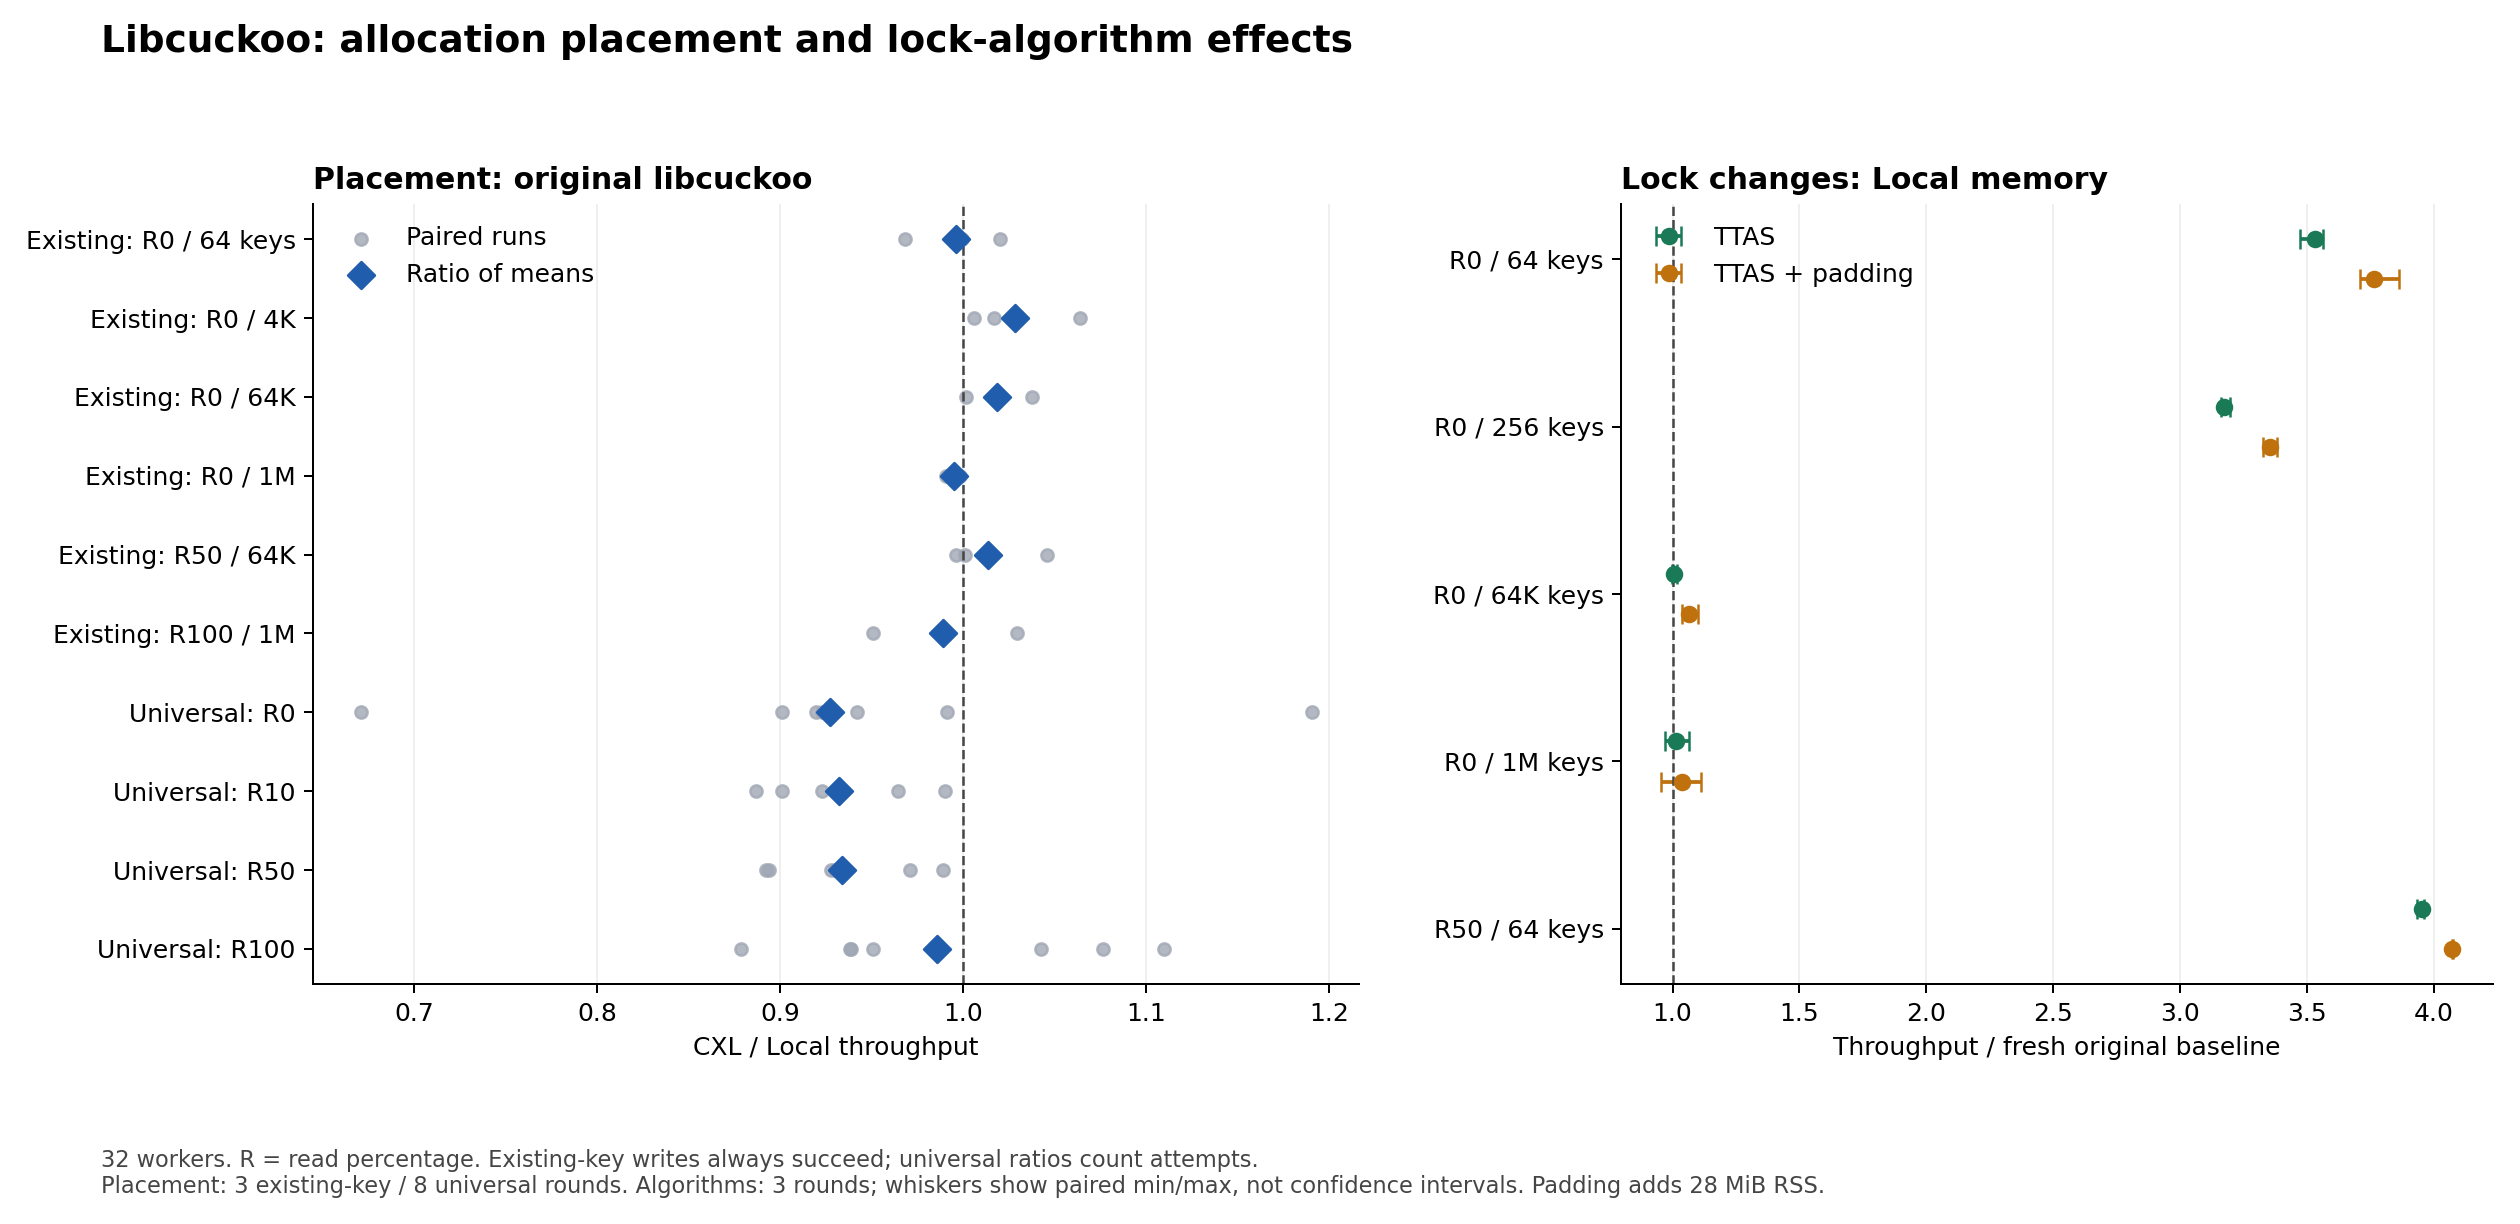 Libcuckoo: allocation placement and lock-algorithm effects
Placement: original libcuckoo
Paired runs
Ratio of means
Existing: R0 / 64 keys
Existing: R0 / 4K
Existing: R0 / 64K
Existing: R0 / 1M
Existing: R50 / 64K
Existing: R100 / 1M
Universal: R0
Universal: R10
Universal: R50
Universal: R100
0.7 0.8 0.9 1.0 1.1 1.2
CXL / Local throughput
Lock changes: Local memory
TTAS
TTAS + padding
R0 / 64 keys
R0 / 256 keys
R0 / 64K keys
R0 / 1M keys
R50 / 64 keys
1.0 1.5 2.0 2.5 3.0 3.5 4.0
Throughput / fresh original baseline
32 workers. R = read percentage. Existing-key writes always succeed; universal ratios count attempts.
Placement: 3 existing-key / 8 universal rounds. Algorithms: 3 rounds; whiskers show paired min/max, not confidence intervals. Padding adds 28 MiB RSS.